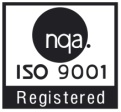 nqa.
ISO 9001
Registered